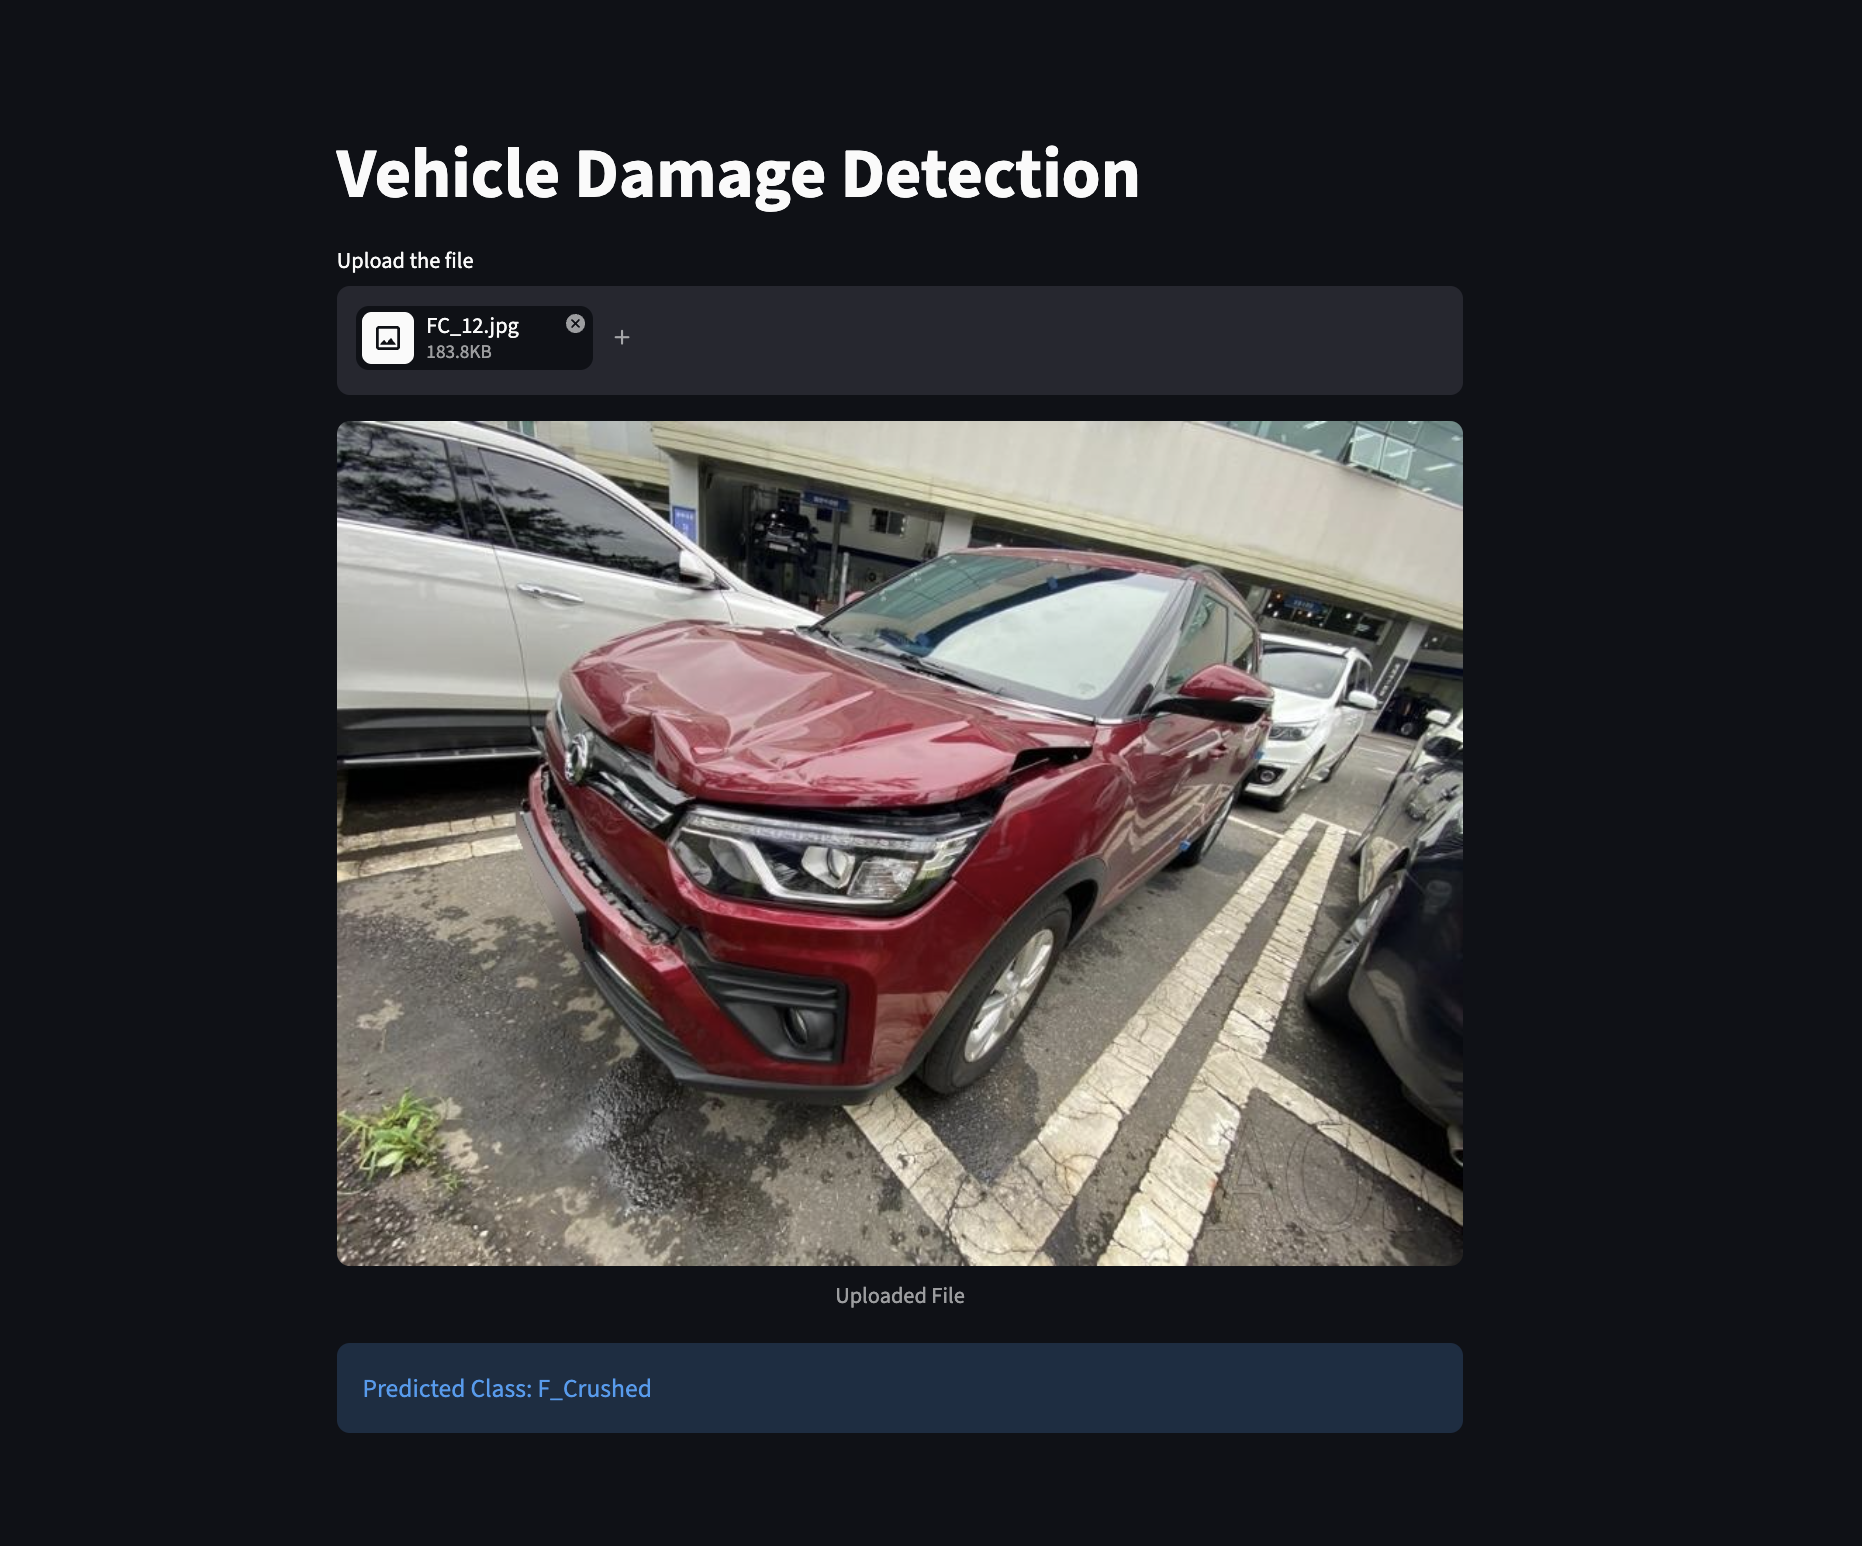 Vehicle Damage Detection
Upload the file
FC_12.jpg
183.8KB
Uploaded File
Predicted Class: F_Crushed